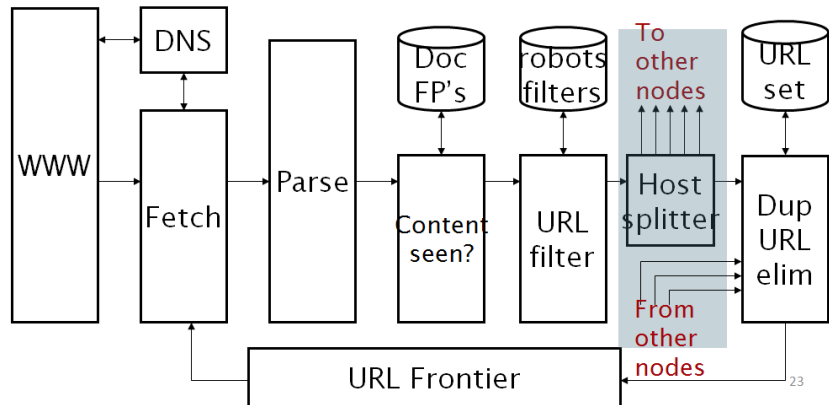 WWW
DNS
Fetch
Parse
Doc
FP's
Content
seen?
robots
filters
URL
filter
To
other
nodes
Host
splitter
From
other
nodes
URL
set
Dup
URL
elim
URL Frontier
23